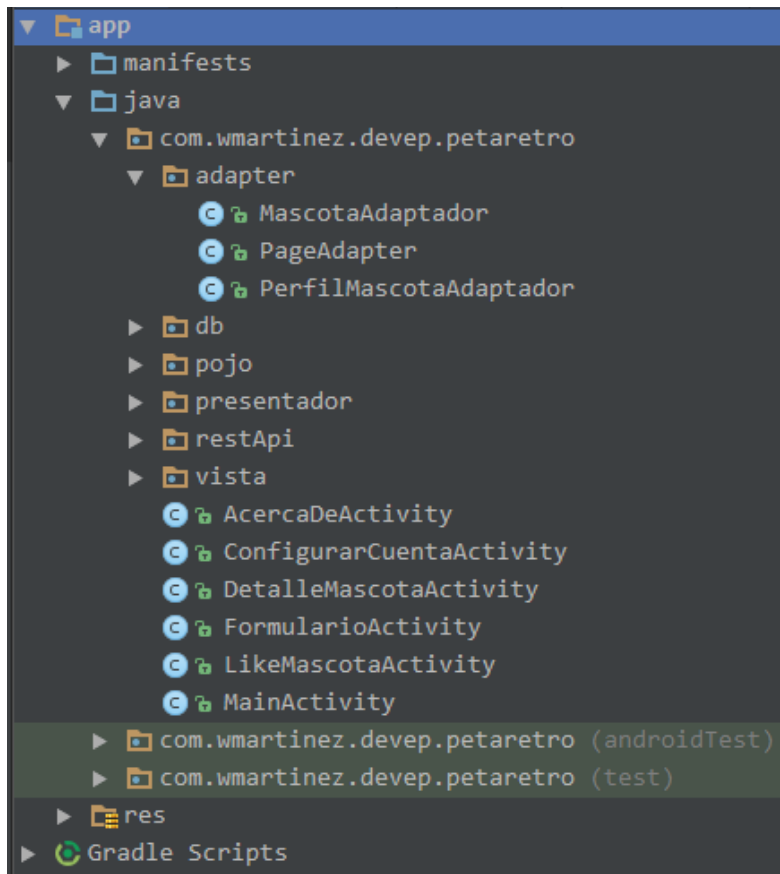 app
manifests
java
com.wmartinez.devep.petaretro
adapter
MascotaAdaptador
PageAdapter
PerfilMascotaAdaptador
db
pojo
presentador
restApi
vista
AcercaDeActivity
ConfigurarCuentaActivity
DetalleMascotaActivity
FormularioActivity
LikeMascotaActivity
MainActivity
com.wmartinez.devep.petaretro (androidTest)
com.wmartinez.devep.petaretro (test)
res
Gradle Scripts